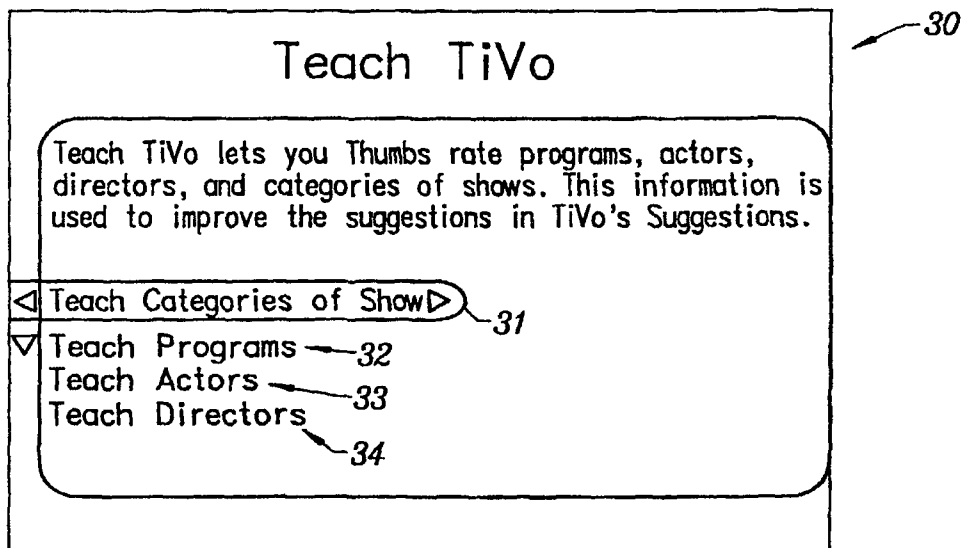 Teach TiVo
30
Teach TiVo lets you Thumbs rate programs, actors,
directors, and categories of shows. This information is
used to improve the suggestions in TiVo's Suggestions.
Teach Categories of Show
31
Teach Programs 32
Teach Actors 33
Teach Directors
34